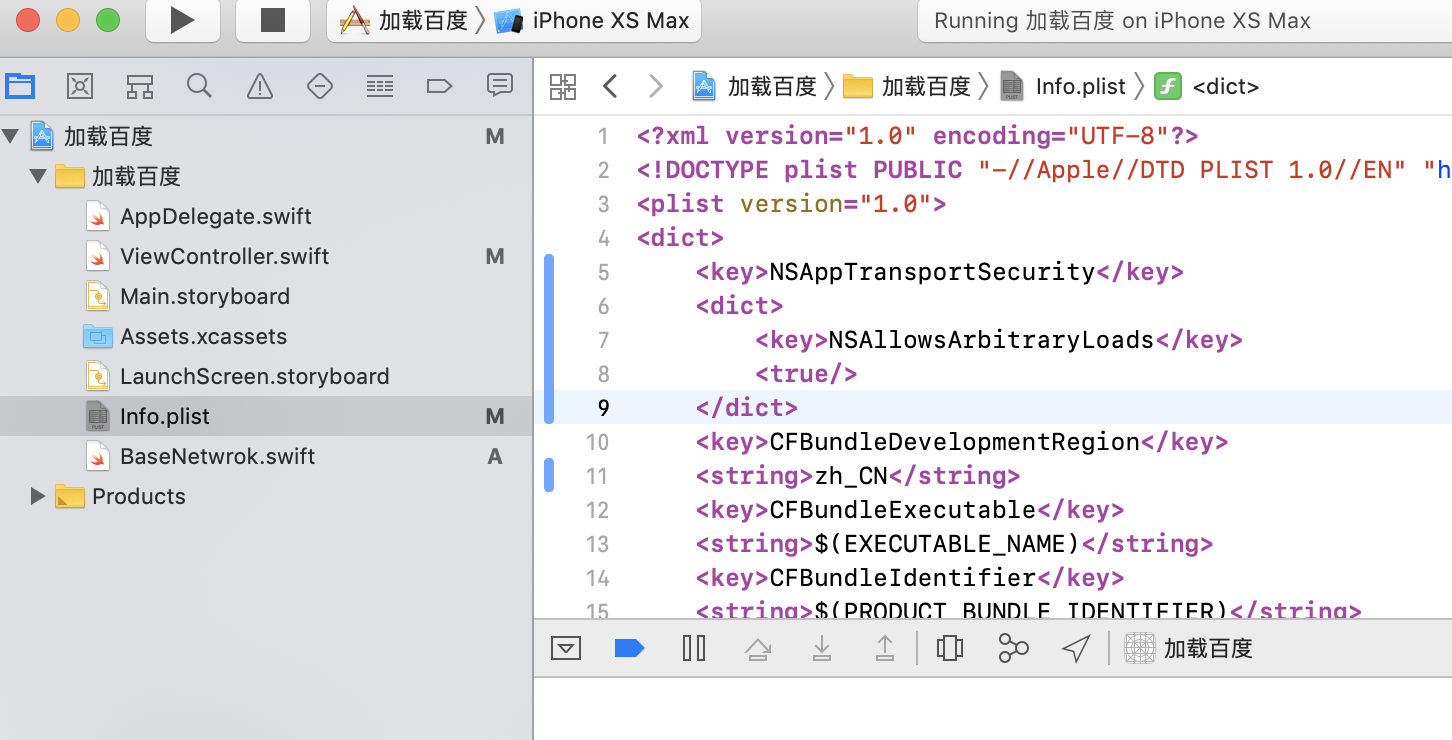 加载百度 〉 iPhone XS Max
Running 加载百度 on iPhone XS Max
加载百度 〉 加载百度 〉 Info.plist 〉 <dict>
加载百度 M
加载百度
AppDelegate.swift
ViewController.swift M
Main.storyboard
Assets.xcassets
LaunchScreen.storyboard
Info.plist M
BaseNetwrok.swift A
Products
1 <?xml version="1.0" encoding="UTF-8"?>
2 <!DOCTYPE plist PUBLIC "-//Apple//DTD PLIST 1.0//EN" "h
3 <plist version="1.0">
4 <dict>
5 <key>NSAppTransportSecurity</key>
6 <dict>
7 <key>NSAllowsArbitraryLoads</key>
8 <true/>
9 </dict>
10 <key>CFBundleDevelopmentRegion</key>
11 <string>zh_CN</string>
12 <key>CFBundleExecutable</key>
13 <string>$(EXECUTABLE_NAME)</string>
14 <key>CFBundleIdentifier</key>
15 <string>$(PRODUCT_BUNDLE_IDENTIFIER)</string>
加载百度